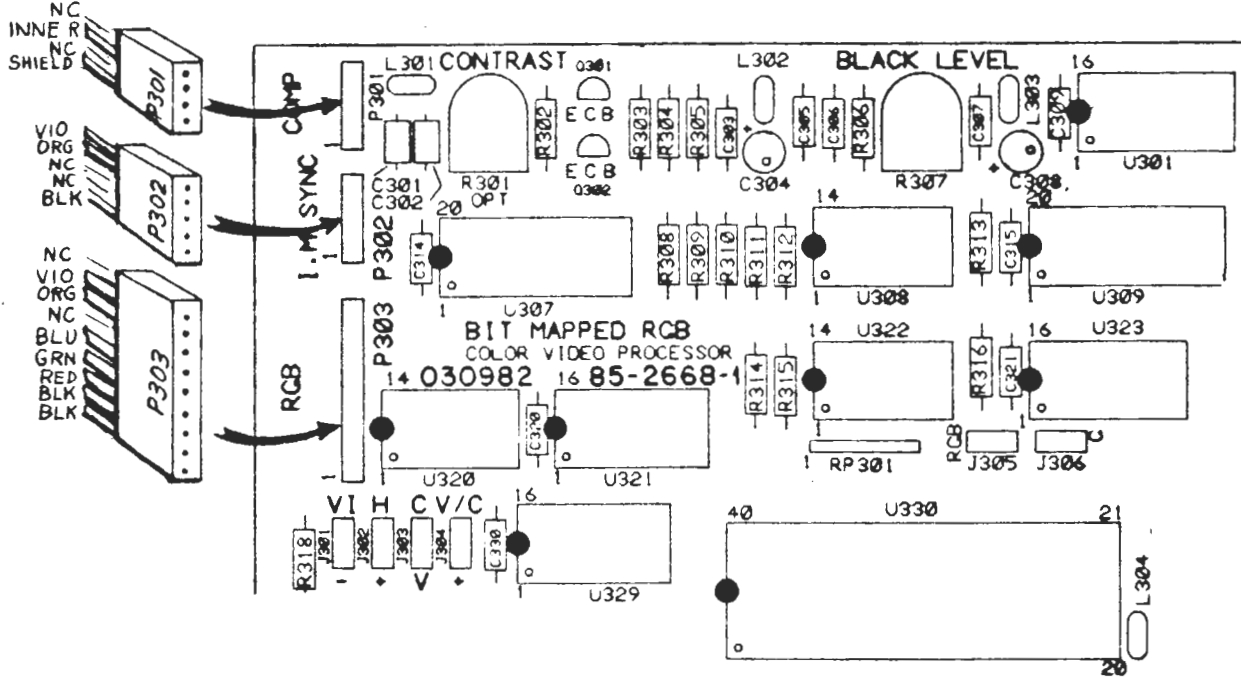 NC
INNER
NC
SHIELD
P301
VIO
ORG
NC
NC
BLK
P302
NC
VIO
ORG
NC
BLU
GRN
RED
BLK
BLK
P303
COMP
P301
I.M SYNC
1
P302
RGB
1
P303
L301
CONTRAST
Q301
E C B
E C B
Q302
R302
C301
C302
R301
OPT
R303
R304
R305
C303
L302
+
C304
C305
C306
R306
BLACK LEVEL
R307
C307
L303
+
C308
C309
16
1
U301
20
C314
1
U307
R308
R309
R310
R311
R312
14
1
U308
R313
C315
20
1
U309
BIT MAPPED RGB
COLOR VIDEO PROCESSOR
030982
85-2668-1
14
1
U320
C320
16
1
U321
R314
R315
14
1
U322
R316
C321
16
1
U323
1
RP301
RGB
J305
J306
C
VI H C V/C
R318
J301
J302
J303
J304
- + V +
C330
16
1
U329
40
U330
21
20
L304